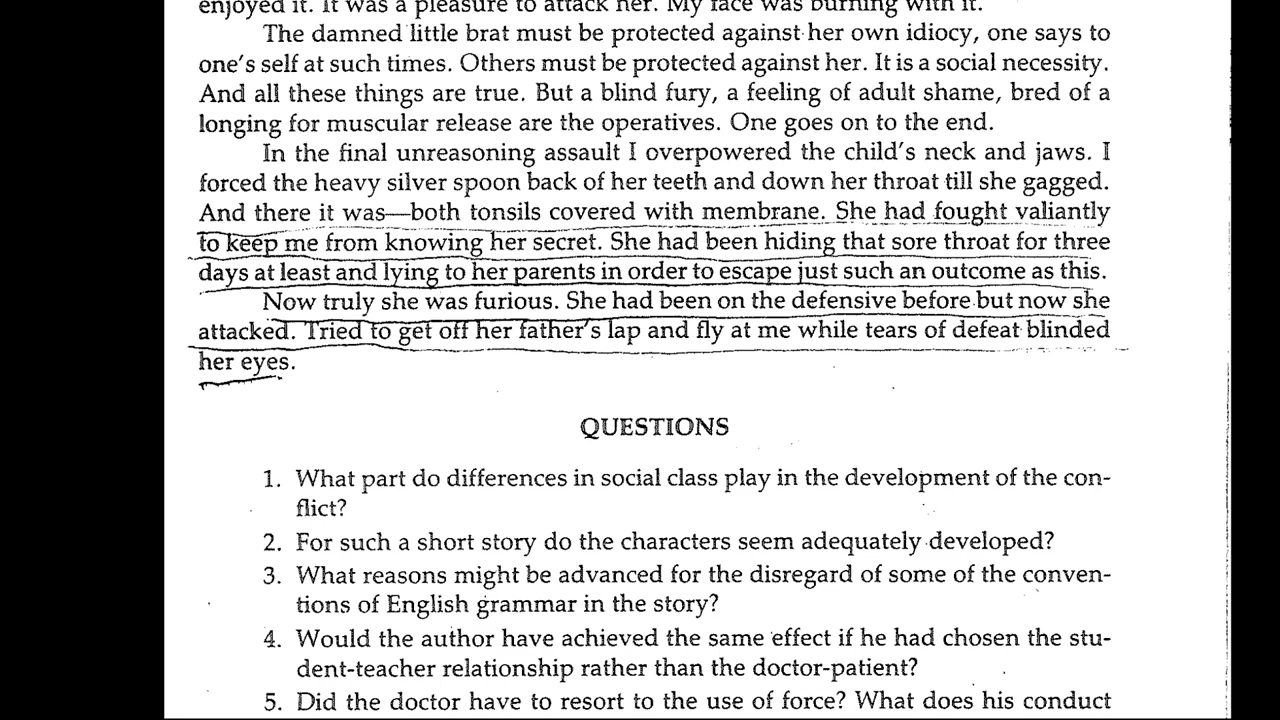 enjoyed it. It was a pleasure to attack her. My face was burning with it.
The damned little brat must be protected against her own idiocy, one says to
one's self at such times. Others must be protected against her. It is a social necessity.
And all these things are true. But a blind fury, a feeling of adult shame, bred of a
longing for muscular release are the operatives. One goes on to the end.
In the final unreasoning assault I overpowered the child's neck and jaws. I
forced the heavy silver spoon back of her teeth and down her throat till she gagged.
And there it was—both tonsils covered with membrane. She had fought valiantly
to keep me from knowing her secret. She had been hiding that sore throat for three
days at least and lying to her parents in order to escape just such an outcome as this.
Now truly she was furious. She had been on the defensive before but now she
attacked. Tried to get off her father's lap and fly at me while tears of defeat blinded
her eyes.
QUESTIONS
1. What part do differences in social class play in the development of the con-
flict?
2. For such a short story do the characters seem adequately developed?
3. What reasons might be advanced for the disregard of some of the conven-
tions of English grammar in the story?
4. Would the author have achieved the same effect if he had chosen the stu-
dent-teacher relationship rather than the doctor-patient?
5. Did the doctor have to resort to the use of force? What does his conduct